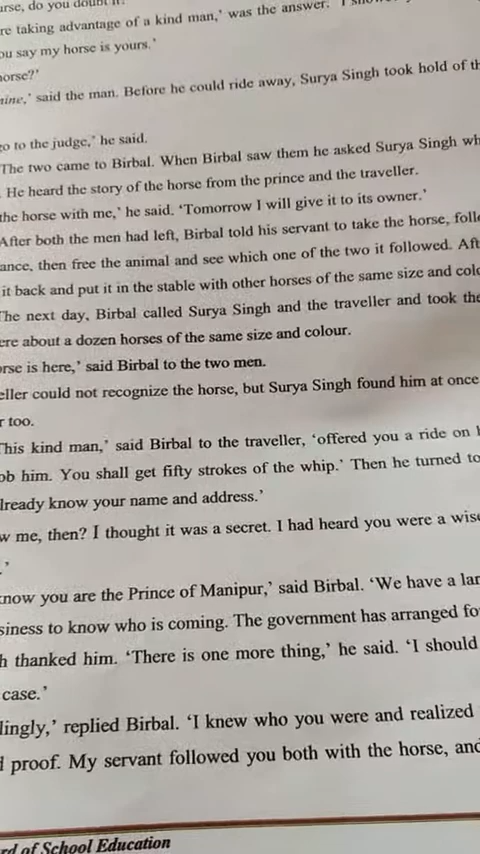 do you doubt it?
re taking advantage of a kind man,' was the answer.
ou say my horse is yours.'
orse?'
mine,' said the man. Before he could ride away, Surya Singh took hold of th
go to the judge,' he said.
The two came to Birbal. When Birbal saw them he asked Surya Singh wh
. He heard the story of the horse from the prince and the traveller.
the horse with me,' he said. 'Tomorrow I will give it to its owner.'
After both the men had left, Birbal told his servant to take the horse, foll
ance, then free the animal and see which one of the two it followed. Aft
it back and put it in the stable with other horses of the same size and colo
The next day, Birbal called Surya Singh and the traveller and took the
ere about a dozen horses of the same size and colour.
orse is here,' said Birbal to the two men.
eller could not recognize the horse, but Surya Singh found him at once
r too.
This kind man,' said Birbal to the traveller, 'offered you a ride on h
ob him. You shall get fifty strokes of the whip.' Then he turned to
lready know your name and address.'
w me, then? I thought it was a secret. I had heard you were a wise
.'
know you are the Prince of Manipur,' said Birbal. 'We have a lar
siness to know who is coming. The government has arranged fo
h thanked him. 'There is one more thing,' he said. 'I should
case.'
lingly,' replied Birbal. 'I knew who you were and realized
d proof. My servant followed you both with the horse, and
rd of School Education